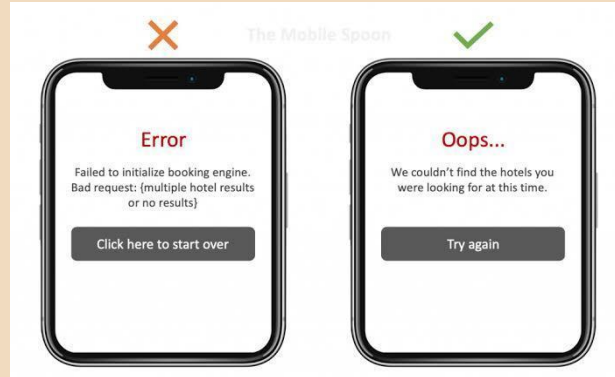 The Mobile Spoon
Error
Failed to initialize booking engine.
Bad request: {multiple hotel results
or no results}
Click here to start over
Oops...
We couldn't find the hotels you
were looking for at this time.
Try again